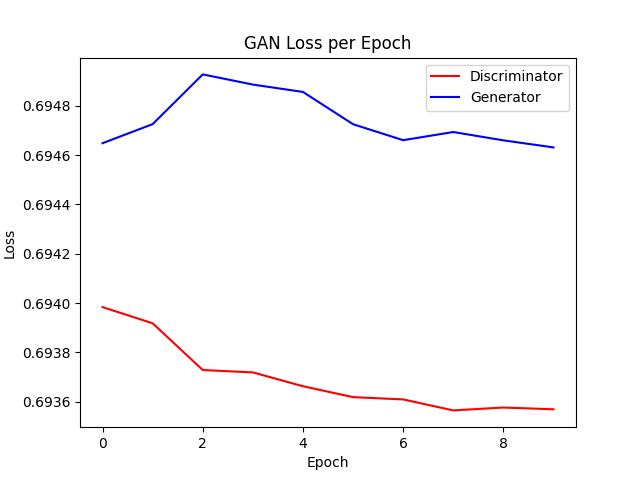 GAN Loss per Epoch
Discriminator
Generator
0.6948
0.6946
0.6944
0.6942
0.6940
0.6938
0.6936
Loss
0 2 4 6 8
Epoch